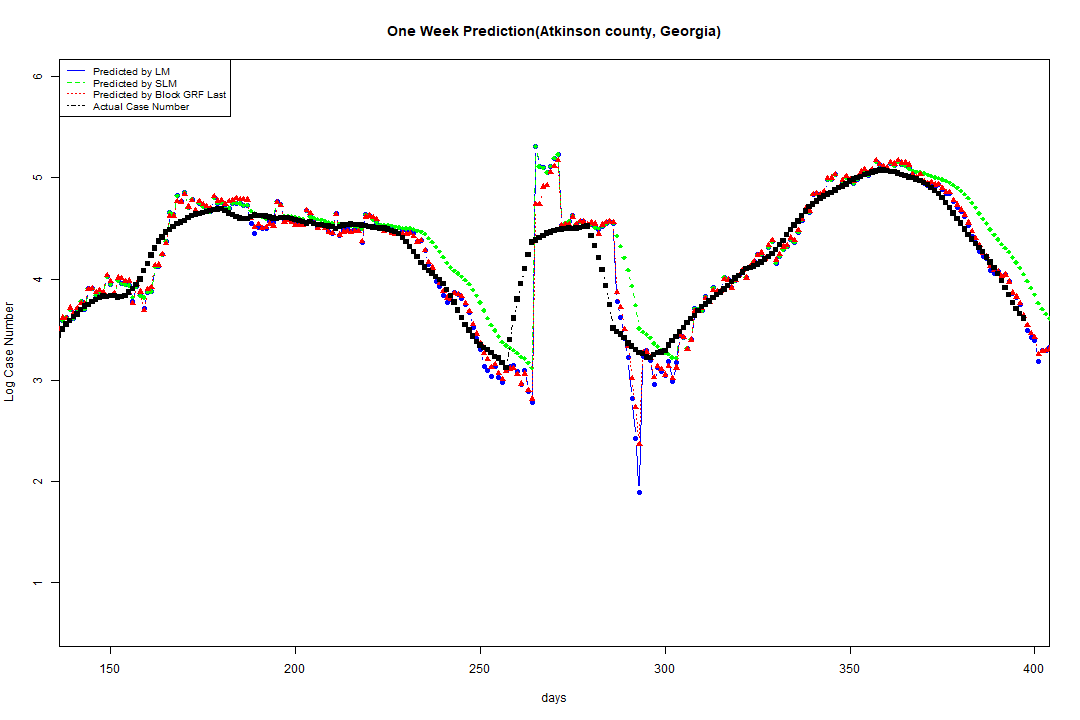 One Week Prediction(Atkinson county, Georgia)
Predicted by LM
Predicted by SLM
Predicted by Block GRF Last
Actual Case Number
6
5
4
3
2
1
Log Case Number
150 200 250 300 350 400
days